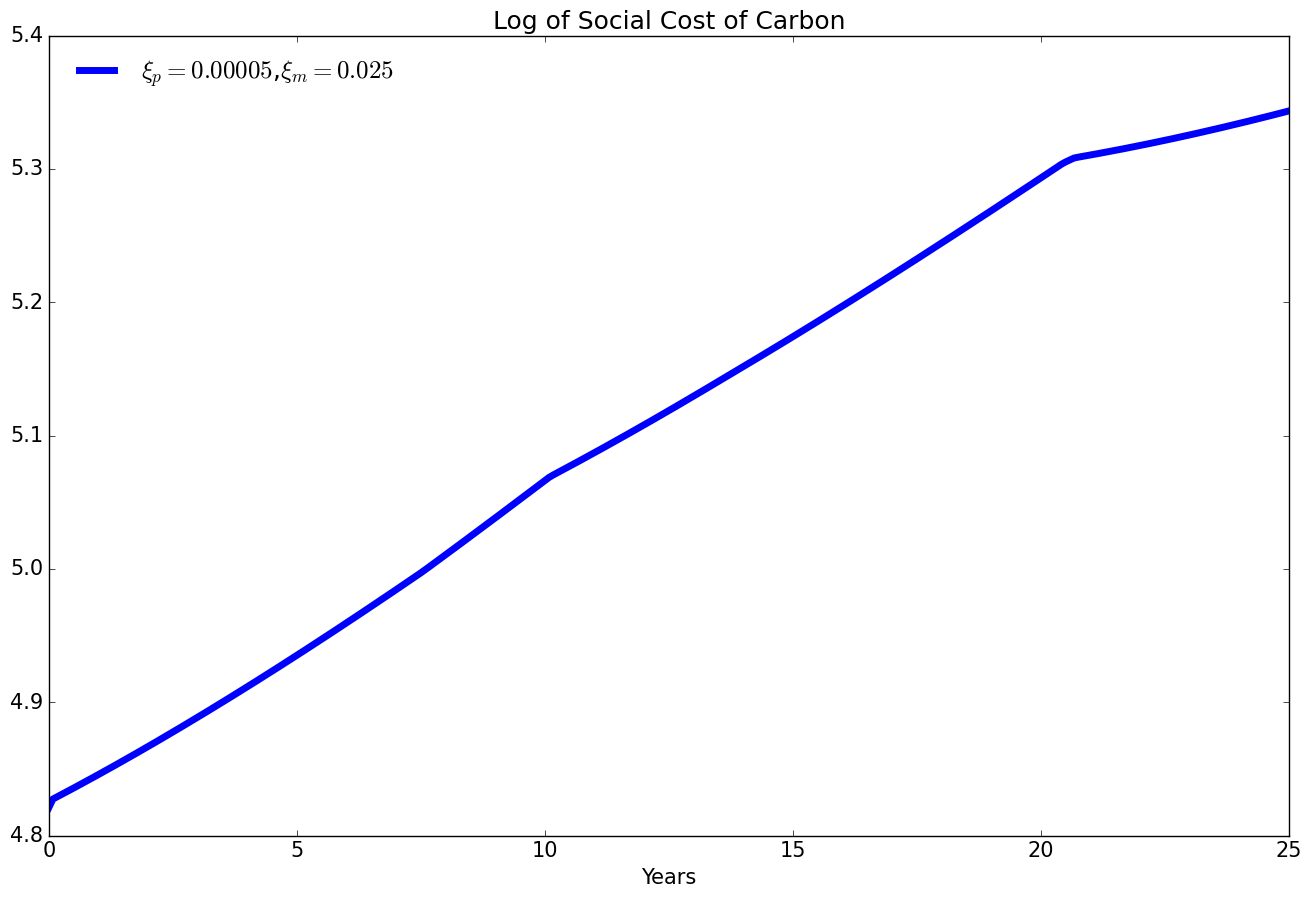 Log of Social Cost of Carbon
5.4
ξp = 0.00005,ξm = 0.025
5.3
5.2
5.1
5.0
4.9
4.8
0 5 10 15 20 25
Years